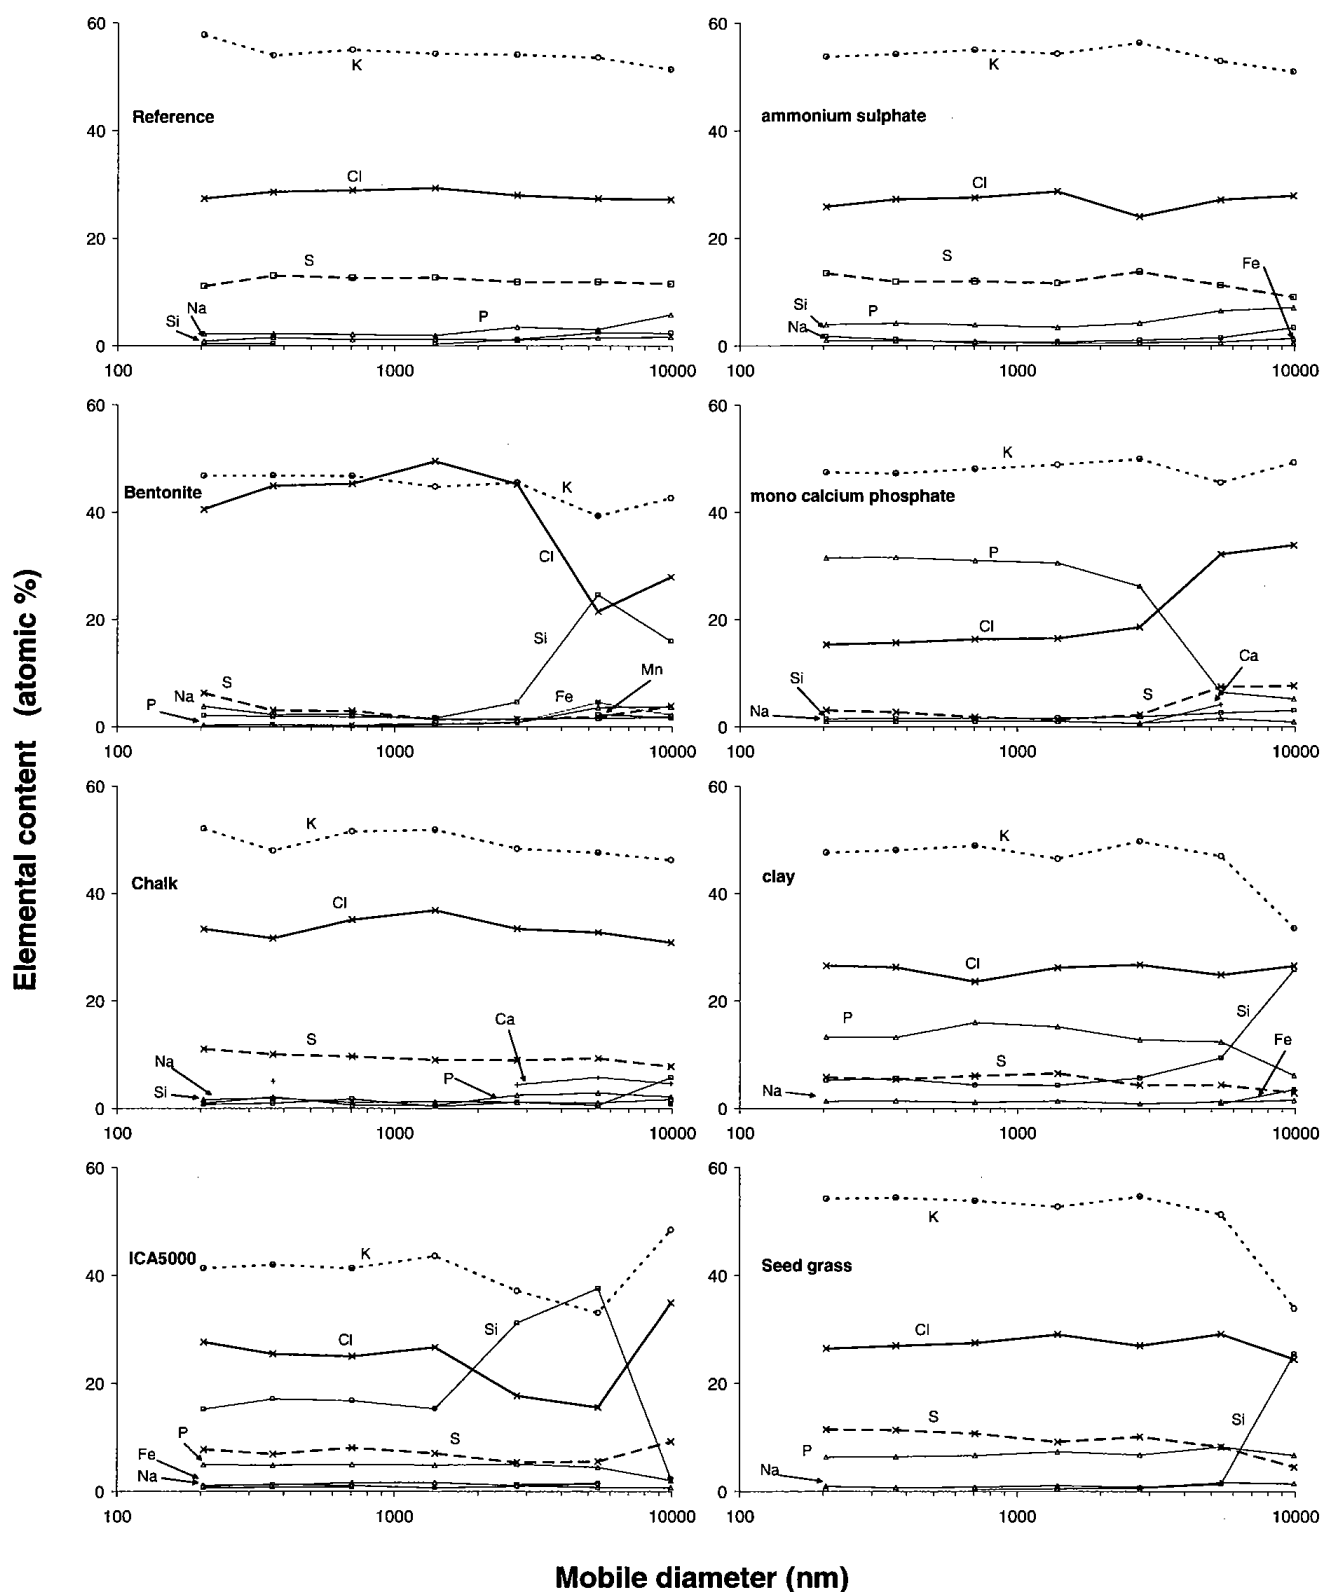 60
K
40
Reference
Cl
20
S
Na
Si
P
0
100
1000
10000
60
K
40
ammonium sulphate
Cl
20
S
Fe
Si
P
Na
0
100
1000
10000
60
K
40
Bentonite
Cl
20
Si
Mn
Na
S
Fe
P
0
100
1000
10000
60
K
40
mono calcium phosphate
P
20
Cl
Ca
Si
S
Na
0
100
1000
10000
60
K
40
Chalk
Cl
20
Ca
S
Na
P
Si
0
100
1000
10000
60
K
40
clay
Cl
20
P
Si
Fe
S
Na
0
100
1000
10000
60
40
ICA5000
K
Cl
Si
20
P
S
Fe
Na
0
100
1000
10000
60
K
40
Seed grass
Cl
20
S
Si
P
Na
0
100
1000
10000
Elemental content (atomic %)
Mobile diameter (nm)